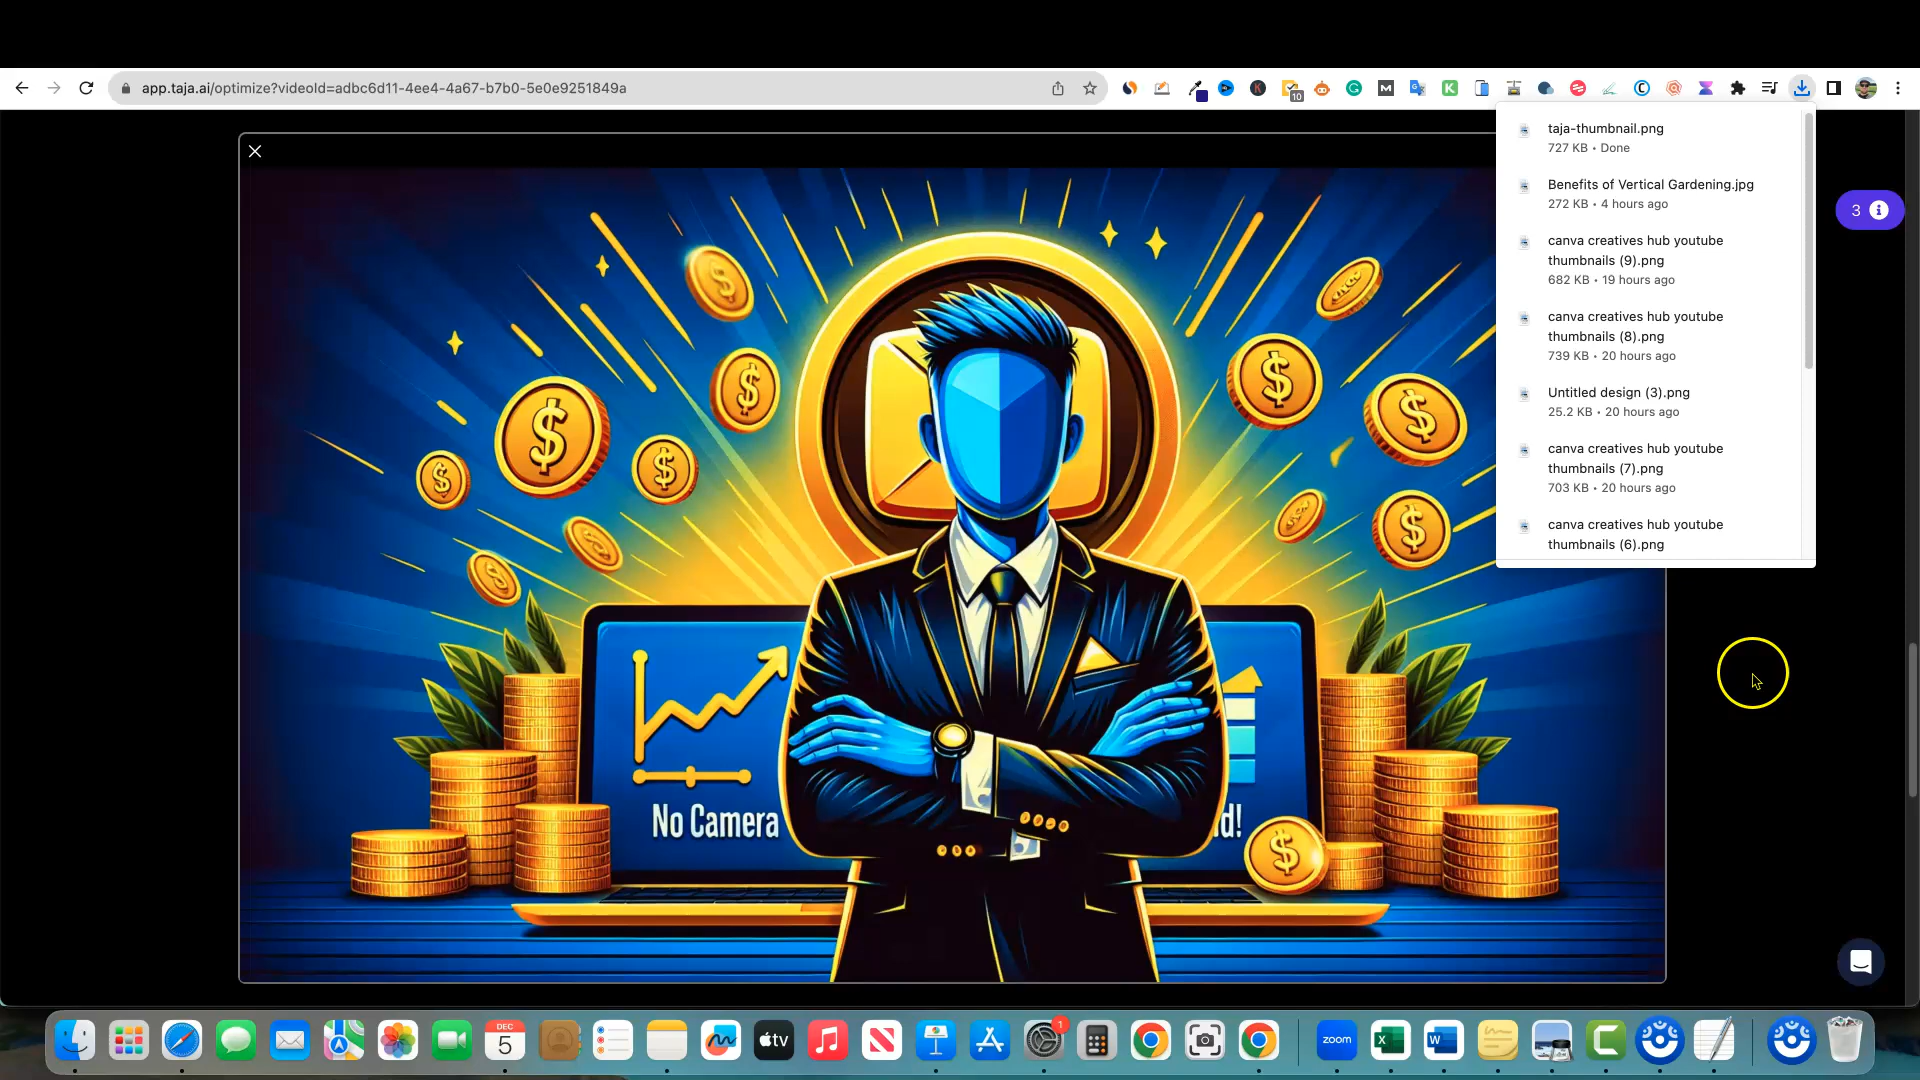 app.taja.ai/optimize?videoId=adbc6d11-4ee4-4a67-b7b0-5e0e9251849a
10
taja-thumbnail.png
727 KB • Done
Benefits of Vertical Gardening.jpg
272 KB • 4 hours ago
canva creatives hub youtube
thumbnails (9).png
682 KB • 19 hours ago
canva creatives hub youtube
thumbnails (8).png
739 KB • 20 hours ago
Untitled design (3).png
25.2 KB • 20 hours ago
canva creatives hub youtube
thumbnails (7).png
703 KB • 20 hours ago
canva creatives hub youtube
thumbnails (6).png
3
No Camera
d!
DEC
5
tv
1
zoom